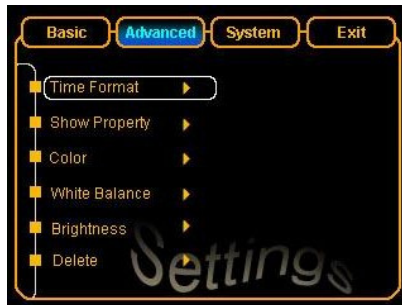 Basic Advanced System Exit
Time Format
Show Property
Color
White Balance
Brightness
Delete
Settings